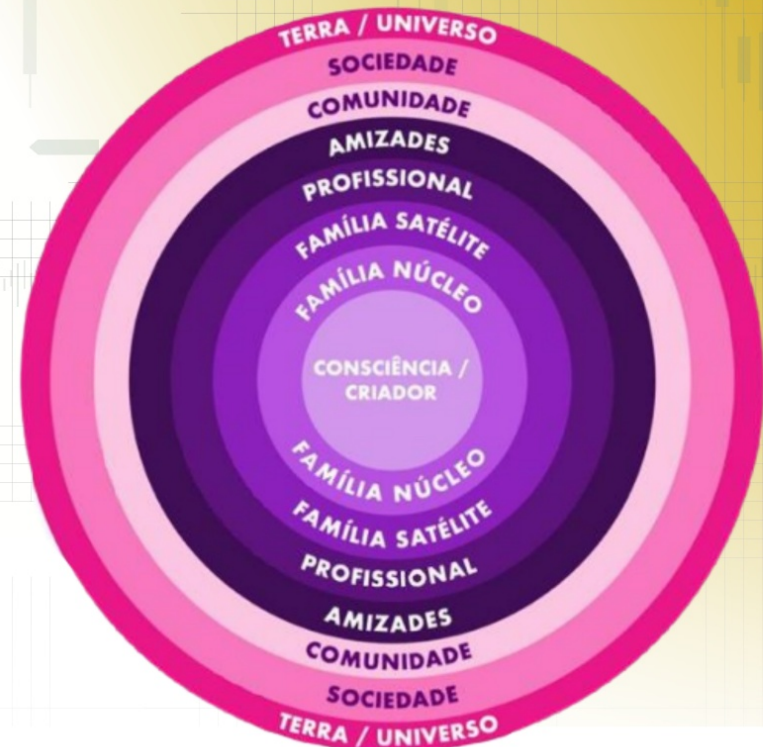 TERRA / UNIVERSO
SOCIEDADE
COMUNIDADE
AMIZADES
PROFISSIONAL
FAMÍLIA SATÉLITE
FAMÍLIA NÚCLEO
CONSCIÊNCIA /
CRIADOR
FAMÍLIA NÚCLEO
FAMÍLIA SATÉLITE
PROFISSIONAL
AMIZADES
COMUNIDADE
SOCIEDADE
TERRA / UNIVERSO